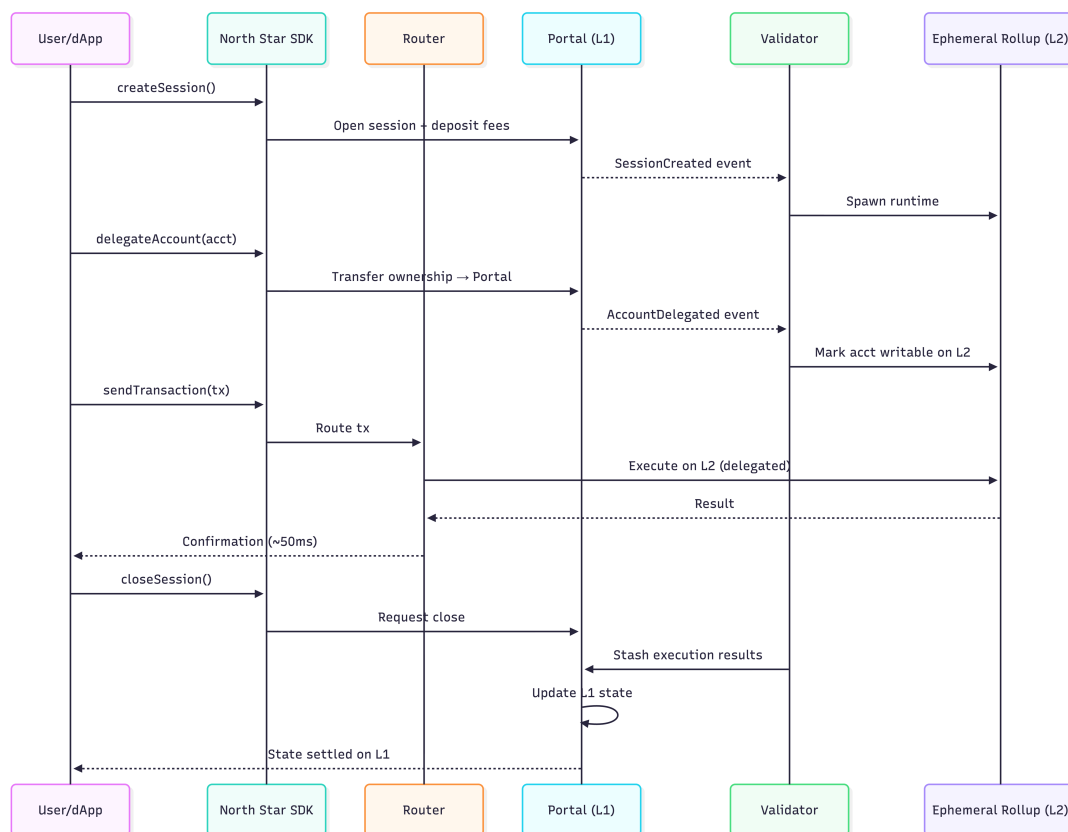 User/dApp
North Star SDK
Router
Portal (L1)
Validator
Ephemeral Rollup (L2)
createSession()
Open session + deposit fees
SessionCreated event
Spawn runtime
delegateAccount(acct)
Transfer ownership → Portal
AccountDelegated event
Mark acct writable on L2
sendTransaction(tx)
Route tx
Execute on L2 (delegated)
Result
Confirmation (~50ms)
closeSession()
Request close
Stash execution results
Update L1 state
State settled on L1
User/dApp
North Star SDK
Router
Portal (L1)
Validator
Ephemeral Rollup (L2)